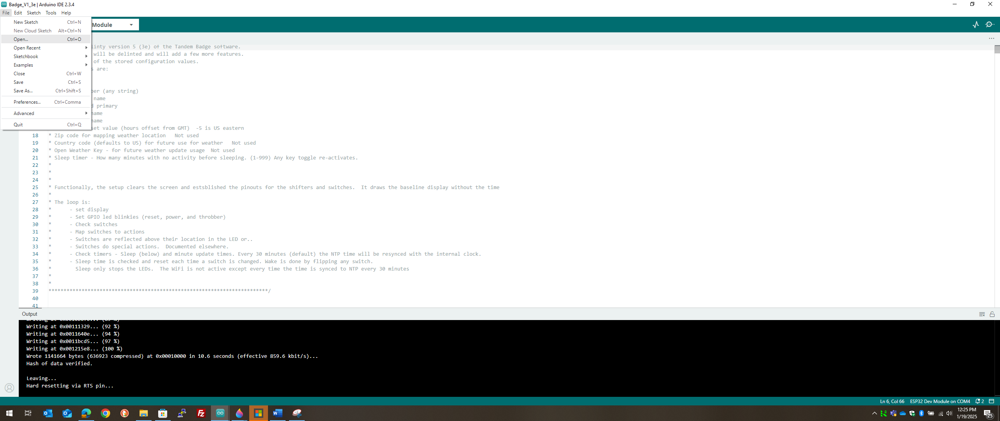 Badge_V1_3e | Arduino IDE 2.3.4
File Edit Sketch Tools Help
New Sketch Ctrl+N
New Cloud Sketch Alt+Ctrl+N
Open... Ctrl+O
Open Recent
Sketchbook
Examples
Close Ctrl+W
Save Ctrl+S
Save As... Ctrl+Shift+S
Preferences... Ctrl+Comma
Advanced
Quit Ctrl+Q
Module
linty version 5 (3e) of the Tandem Badge software.
will be delinted and will add a few more features.
of the stored configuration values.
s are:
ber (any string)
name
d primary
name
name
set value (hours offset from GMT)  -5 is US eastern
18 * Zip code for mapping weather location   Not used
19 * Country code (defaults to US) for future use for weather   Not used
20 * Open Weather Key - for future weather update usage  Not used
21 * Sleep timer - How many minutes with no activity before sleeping. (1-999) Any key toggle re-activates.
22 *
23 *
24 *
25 * Functionally, the setup clears the screen and estsblished the pinouts for the shifters and switches.  It draws the baseline display without the time
26 *
27 * The loop is:
28 *      - set display
29 *      - Set GPIO led blinkies (reset, power, and throbber)
30 *      - Check switches
31 *      - Map switches to actions
32 *      - Switches are reflected above their location in the LED or..
33 *      - Switches do special actions.  Documented elsewhere.
34 *      - Check timers - Sleep (below) and minute update times. Every 30 minutes (default) the NTP time will be resynced with the internal clock.
35 *      - Sleep time is checked and reset each time a switch is changed. Wake is done by flipping any switch.
36 *        Sleep only stops the LEDs.  The WiFi is not active except every time the time is synced to NTP every 30 minutes
37 *
38 *
39 *************************************************************************/
40
41
Output
Writing at 0x00111329... (92 %)
Writing at 0x0011640e... (94 %)
Writing at 0x0011bcd5... (97 %)
Writing at 0x001215e8... (100 %)
Wrote 1141664 bytes (636923 compressed) at 0x00010000 in 10.6 seconds (effective 859.6 kbit/s)...
Hash of data verified.
Leaving...
Hard resetting via RTS pin...
Ln 6, Col 66 ESP32 Dev Module on COM4 2
12:25 PM
1/19/2025
25